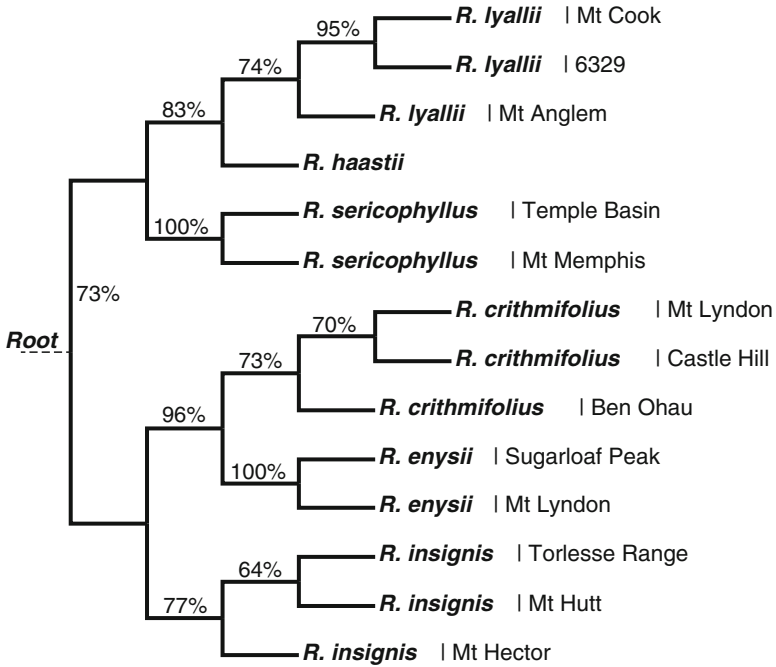 95%
R. lyallii | Mt Cook
R. lyallii | 6329
74%
R. lyallii | Mt Anglem
83%
R. haastii
R. sericophyllus | Temple Basin
100%
R. sericophyllus | Mt Memphis
73%
Root
70%
R. crithmifolius | Mt Lyndon
R. crithmifolius | Castle Hill
73%
R. crithmifolius | Ben Ohau
96%
R. enysii | Sugarloaf Peak
100%
R. enysii | Mt Lyndon
R. insignis | Torlesse Range
64%
R. insignis | Mt Hutt
77%
R. insignis | Mt Hector